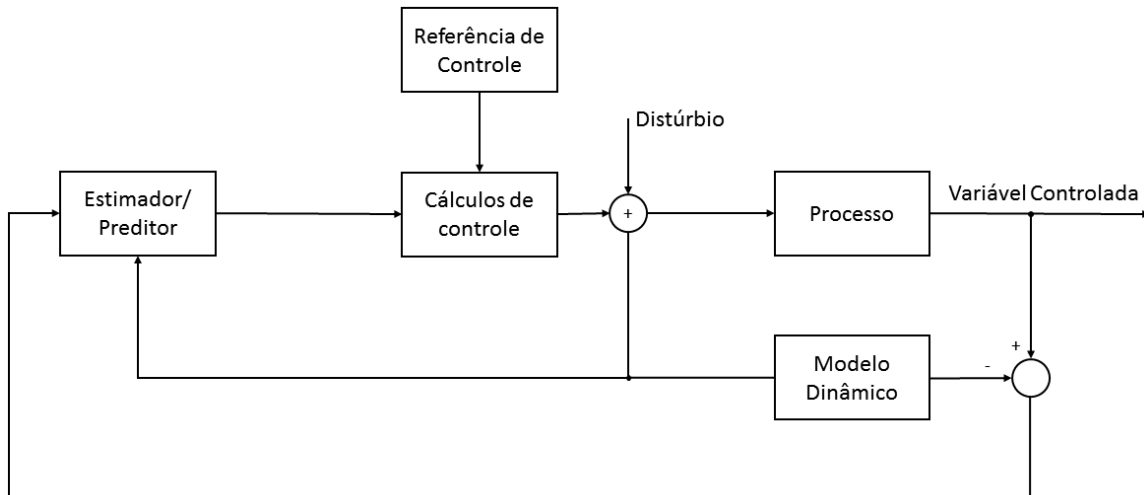 Referência de
Controle
Distúrbio
Estimador/
Preditor
Cálculos de
controle
+
Processo
Variável Controlada
+
-
Modelo
Dinâmico